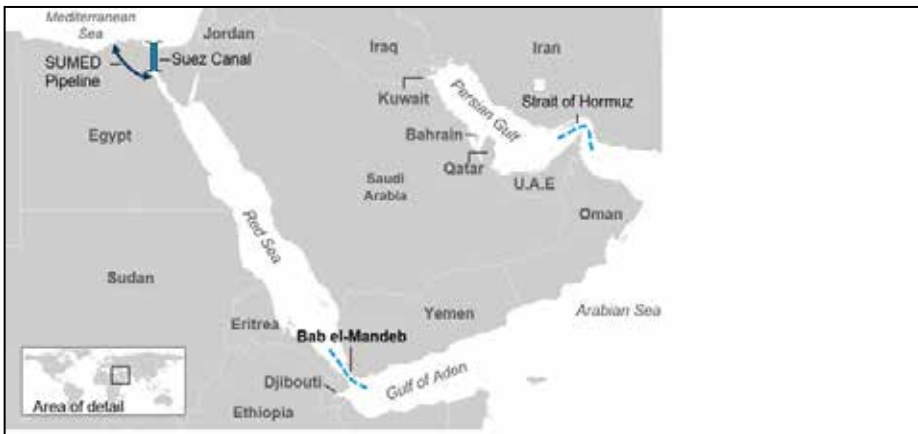 Mediterranean
Sea
Jordan
Iraq
Iran
SUMED
Pipeline
Suez Canal
Kuwait
Persian Gulf
Strait of Hormuz
Egypt
Bahrain
Qatar
Saudi
Arabia
U.A.E
Oman
Red Sea
Sudan
Yemen
Arabian Sea
Eritrea
Bab el-Mandeb
Gulf of Aden
Djibouti
Area of detail
Ethiopia